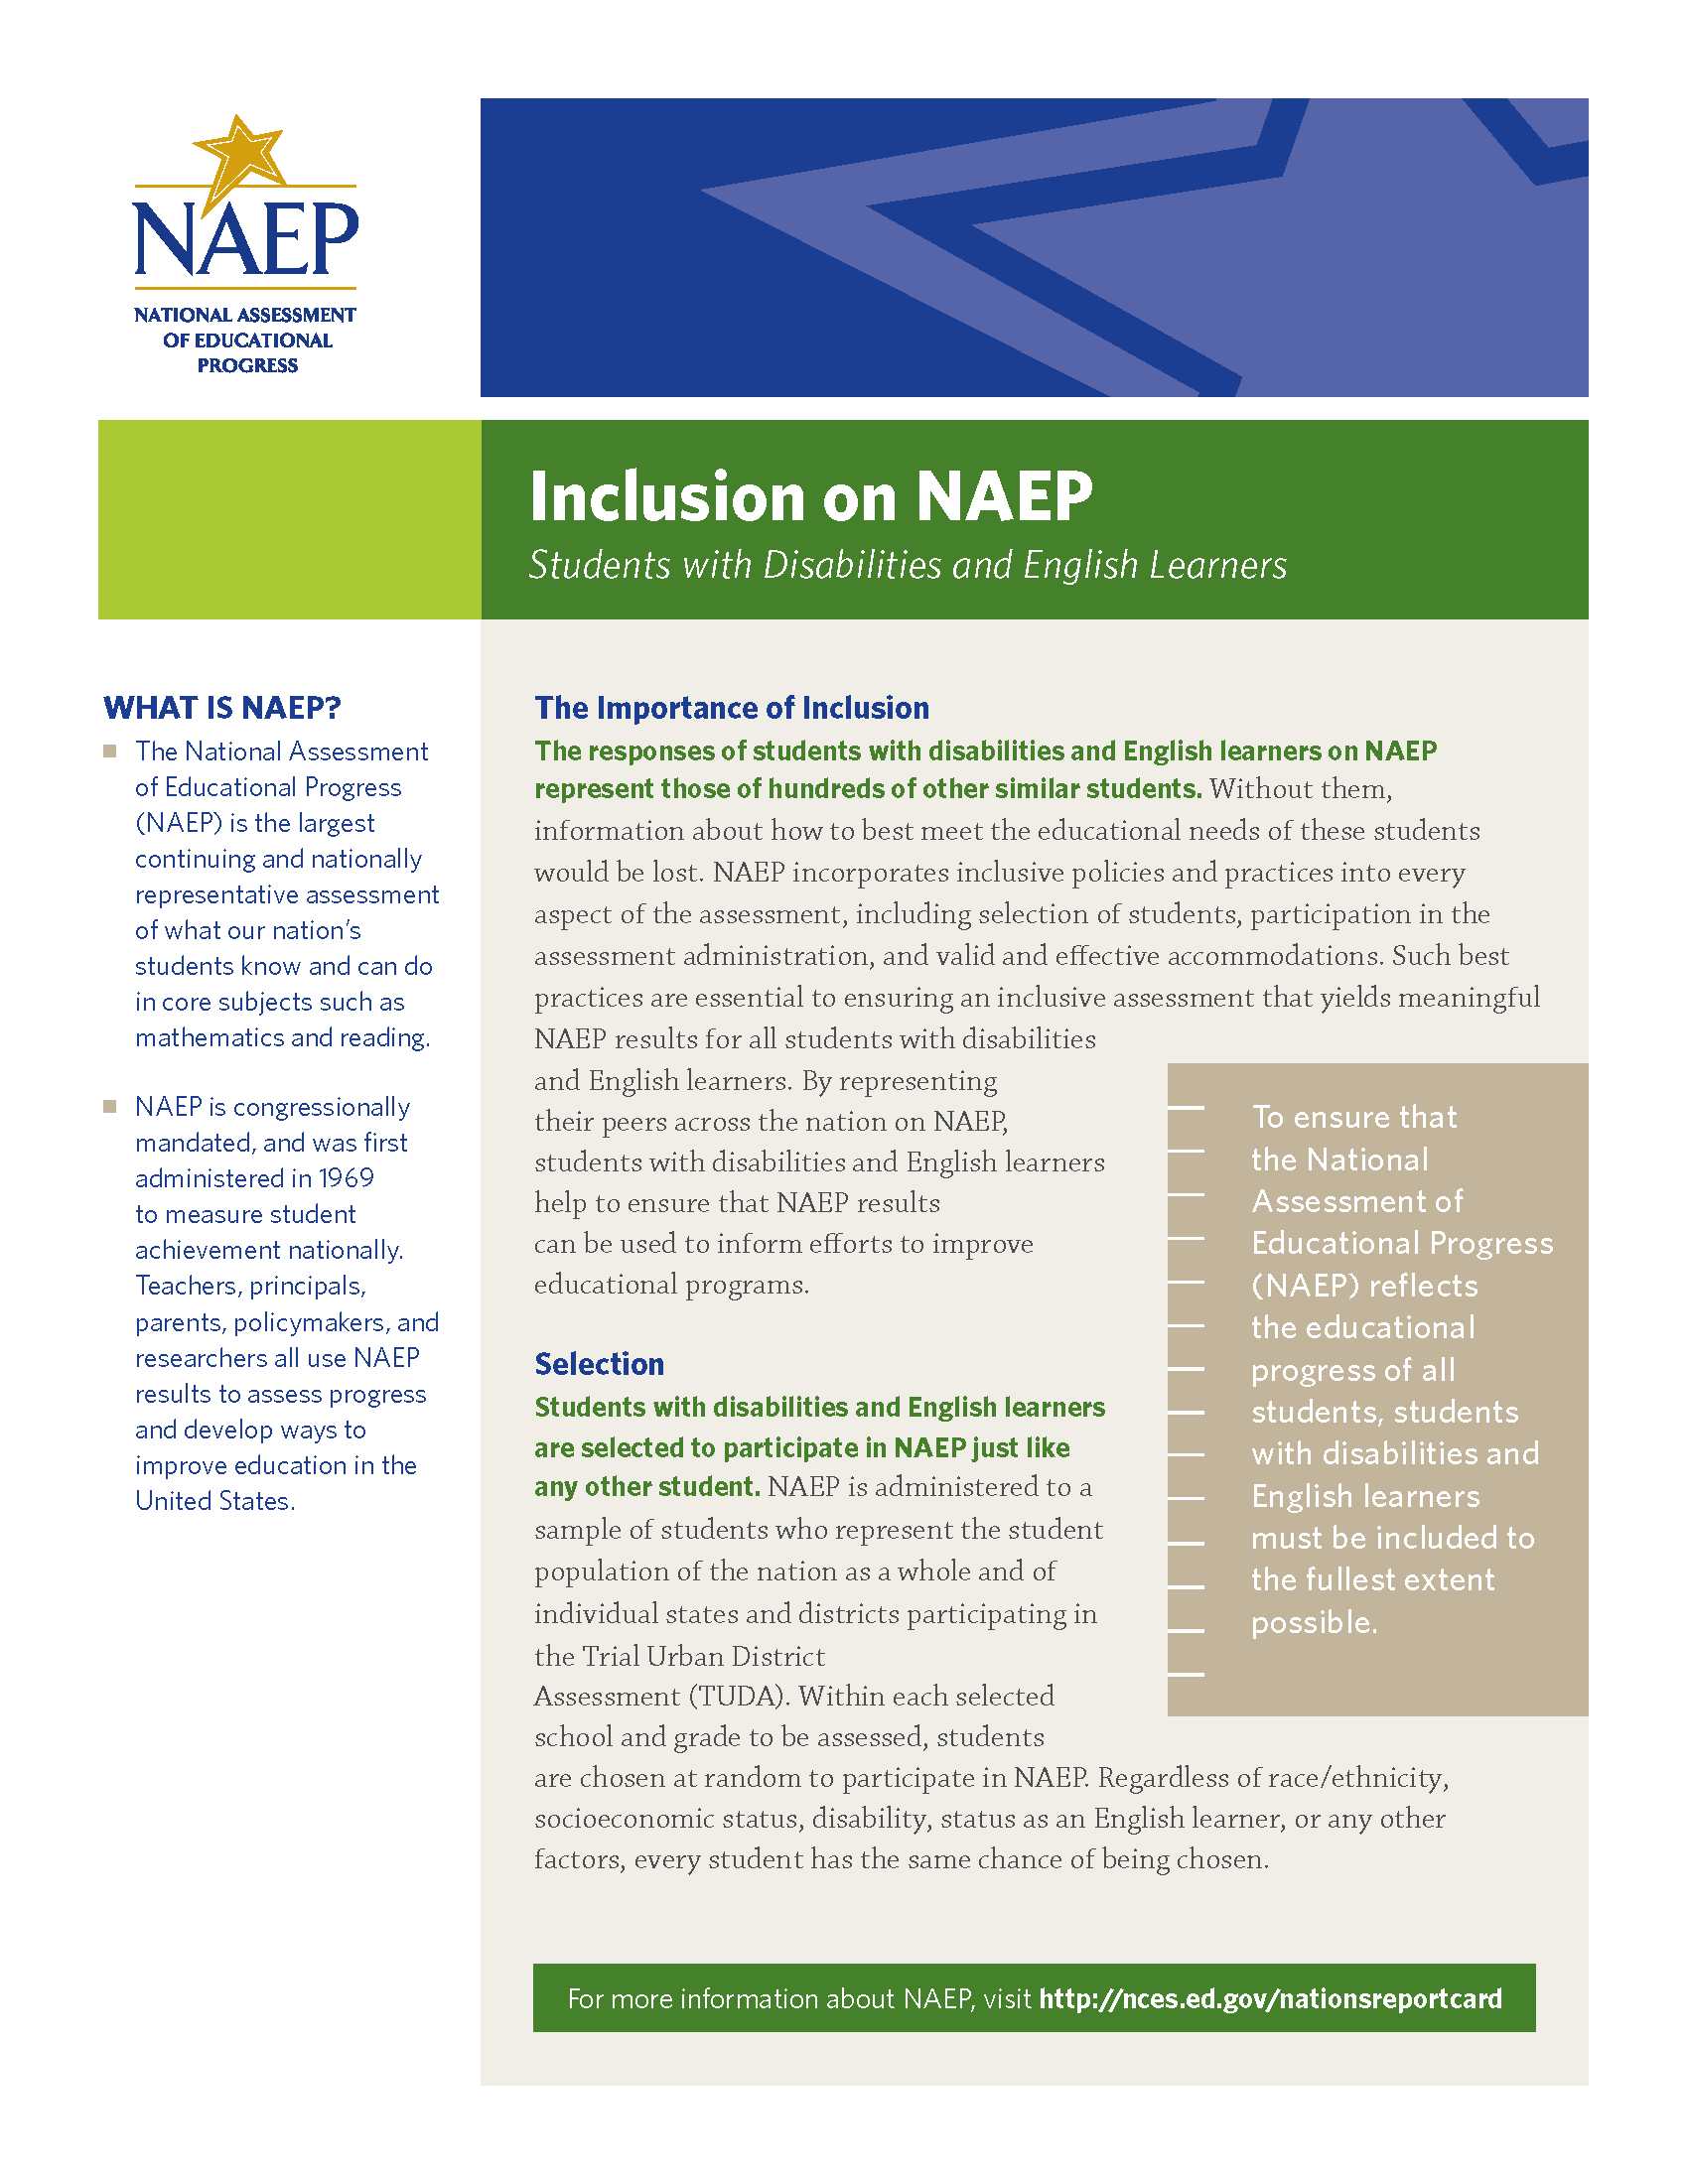 NAEP
NATIONAL ASSESSMENT
OF EDUCATIONAL
PROGRESS
Inclusion on NAEP
Students with Disabilities and English Learners
WHAT IS NAEP?
The National Assessment
of Educational Progress
(NAEP) is the largest
continuing and nationally
representative assessment
of what our nation’s
students know and can do
in core subjects such as
mathematics and reading.
NAEP is congressionally
mandated, and was first
administered in 1969
to measure student
achievement nationally.
Teachers, principals,
parents, policymakers, and
researchers all use NAEP
results to assess progress
and develop ways to
improve education in the
United States.
The Importance of Inclusion
The responses of students with disabilities and English learners on NAEP
represent those of hundreds of other similar students. Without them,
information about how to best meet the educational needs of these students
would be lost. NAEP incorporates inclusive policies and practices into every
aspect of the assessment, including selection of students, participation in the
assessment administration, and valid and effective accommodations. Such best
practices are essential to ensuring an inclusive assessment that yields meaningful
NAEP results for all students with disabilities
and English learners. By representing
their peers across the nation on NAEP,
students with disabilities and English learners
help to ensure that NAEP results
can be used to inform efforts to improve
educational programs.
Selection
Students with disabilities and English learners
are selected to participate in NAEP just like
any other student. NAEP is administered to a
sample of students who represent the student
population of the nation as a whole and of
individual states and districts participating in
the Trial Urban District
Assessment (TUDA). Within each selected
school and grade to be assessed, students
are chosen at random to participate in NAEP. Regardless of race/ethnicity,
socioeconomic status, disability, status as an English learner, or any other
factors, every student has the same chance of being chosen.
To ensure that
the National
Assessment of
Educational Progress
(NAEP) reflects
the educational
progress of all
students, students
with disabilities and
English learners
must be included to
the fullest extent
possible.
For more information about NAEP, visit http://nces.ed.gov/nationsreportcard